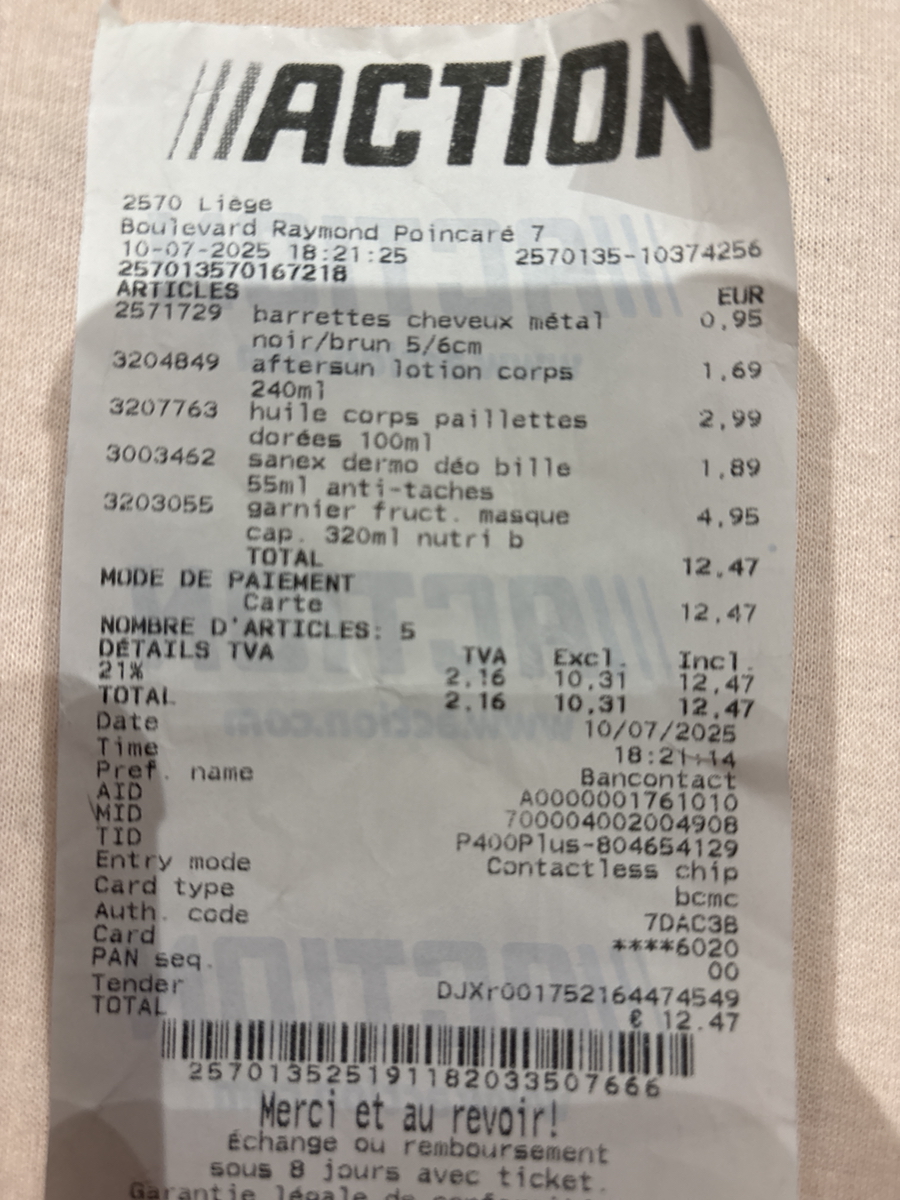 ACTION
2570 Liège
Boulevard Raymond Poincaré 7
10-07-2025 18:21:25 2570135-10374256
257013570167218
ARTICLES EUR
2571729 barrettes cheveux métal 0,95
noir/brun 5/6cm
3204849 aftersun lotion corps 1,69
240ml
3207763 huile corps paillettes 2,99
dorées 100ml
3003462 sanex dermo déo bille 1,89
55ml anti-taches
3203055 garnier fruct. masque 4,95
cap. 320ml nutri b
TOTAL 12,47
MODE DE PAIEMENT
Carte 12,47
NOMBRE D'ARTICLES: 5
DÉTAILS TVA TVA Excl. Incl.
21% 2,16 10,31 12,47
TOTAL 2,16 10,31 12,47
Date 10/07/2025
Time 18:21:14
Pref. name Bancontact
AID A0000001761010
MID 700004002004908
TID P400Plus-804654129
Entry mode Contactless chip
Card type bcmc
Auth. code 7DAC3B
Card ****6020
PAN seq. 00
Tender DJXr001752164474549
TOTAL € 12.47
257013525191182033507666
Merci et au revoir!
Échange ou remboursement
sous 8 jours avec ticket.
Garantie légale de